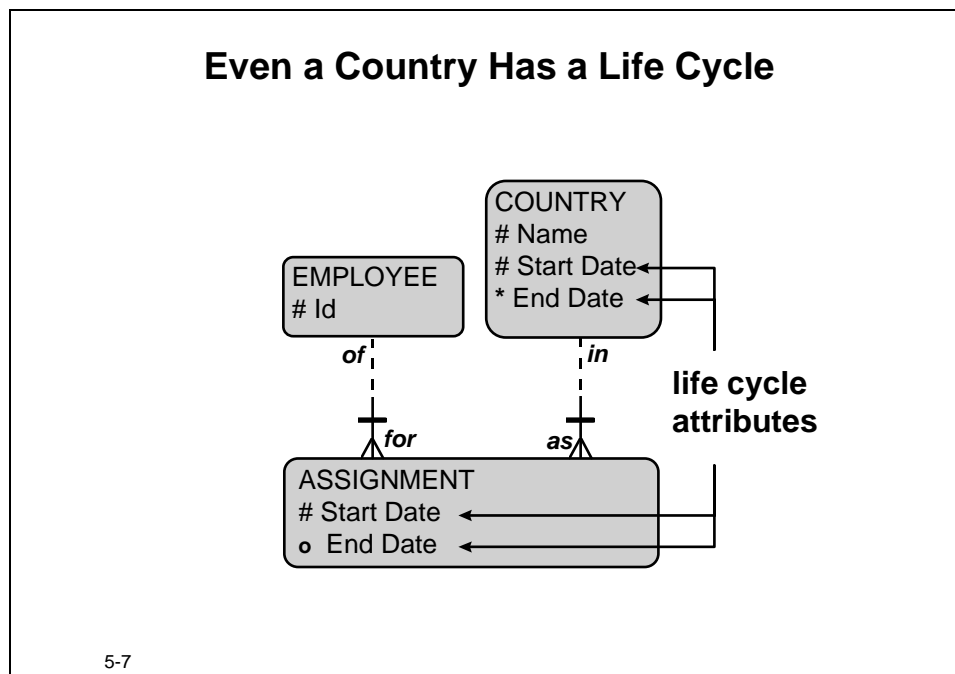 Even a Country Has a Life Cycle
COUNTRY
# Name
# Start Date
* End Date
EMPLOYEE
# Id
of
in
life cycle
attributes
for
as
ASSIGNMENT
# Start Date
o End Date
5-7